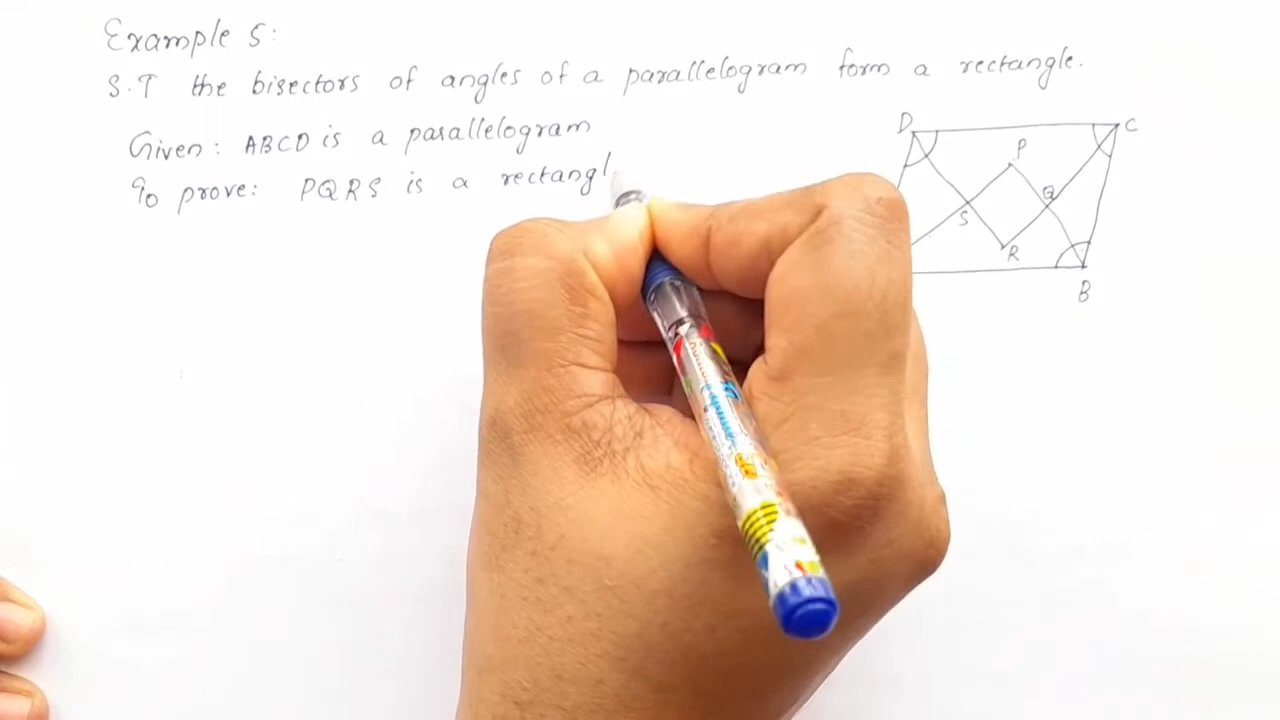 Example 5:
S.T the bisectors of angles of a parallelogram form a rectangle.
Given: ABCD is a parallelogram
To prove: PQRS is a rectangl
D
C
P
Q
S
R
B